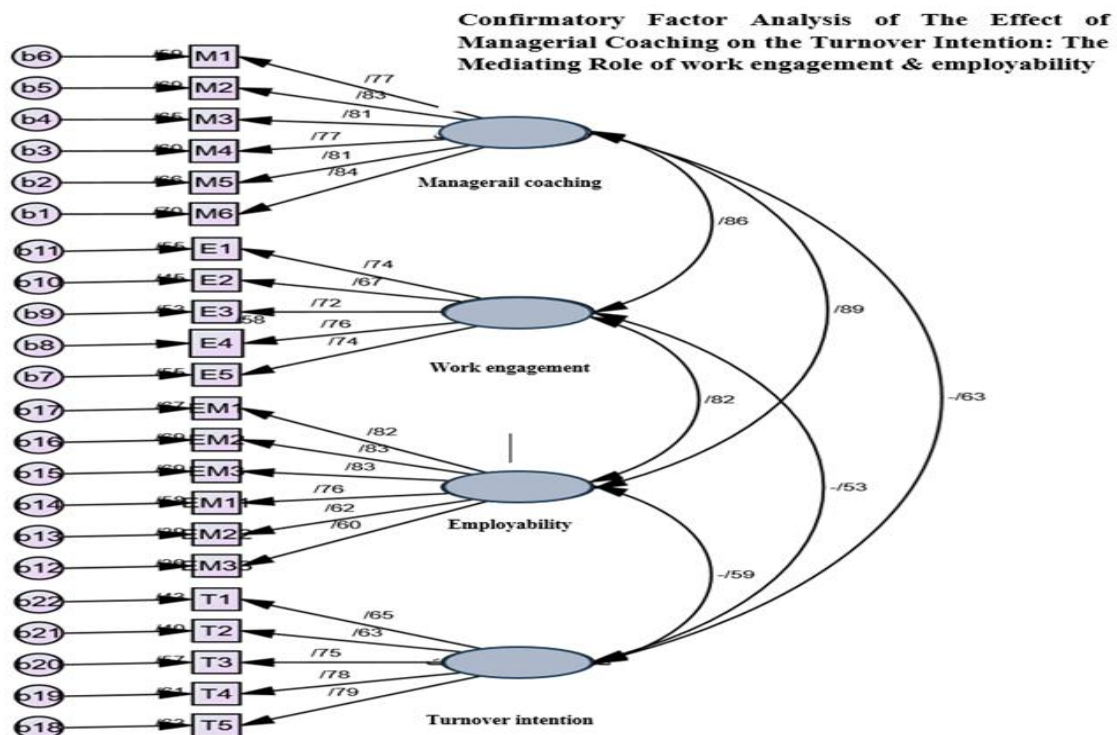 Confirmatory Factor Analysis of The Effect of
Managerial Coaching on the Turnover Intention: The
Mediating Role of work engagement & employability
b6 M1 /77
b5 M2 /83
b4 M3 /81
b3 M4 /77
b2 M5 /81
b1 M6 /84
Managerail coaching
/86
b11 E1 /74
b10 E2 /67
b9 E3 /72
/58
b8 E4 /76
b7 E5 /74
Work engagement
/89
/82
-/63
b17 EM1 /82
b16 EM2 /83
b15 EM3 /83
b14 EM11 /76
b13 EM22 /62
b12 EM33 /60
Employability
-/53
-/59
b22 T1 /65
b21 T2 /63
b20 T3 /75
b19 T4 /78
b18 T5 /79
Turnover intention